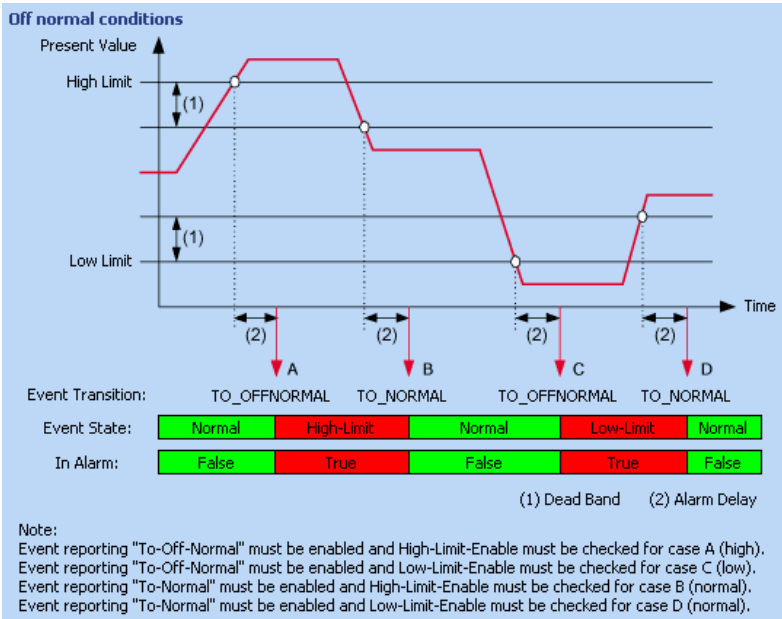 Off normal conditions
Present Value
High Limit
(1)
(1)
Low Limit
Time
(2) (2) (2) (2)
A B C D
Event Transition: TO_OFFNORMAL TO_NORMAL TO_OFFNORMAL TO_NORMAL
Event State: Normal High-Limit Normal Low-Limit Normal
In Alarm: False True False True False
(1) Dead Band (2) Alarm Delay
Note:
Event reporting "To-Off-Normal" must be enabled and High-Limit-Enable must be checked for case A (high).
Event reporting "To-Off-Normal" must be enabled and Low-Limit-Enable must be checked for case C (low).
Event reporting "To-Normal" must be enabled and High-Limit-Enable must be checked for case B (normal).
Event reporting "To-Normal" must be enabled and Low-Limit-Enable must be checked for case D (normal).